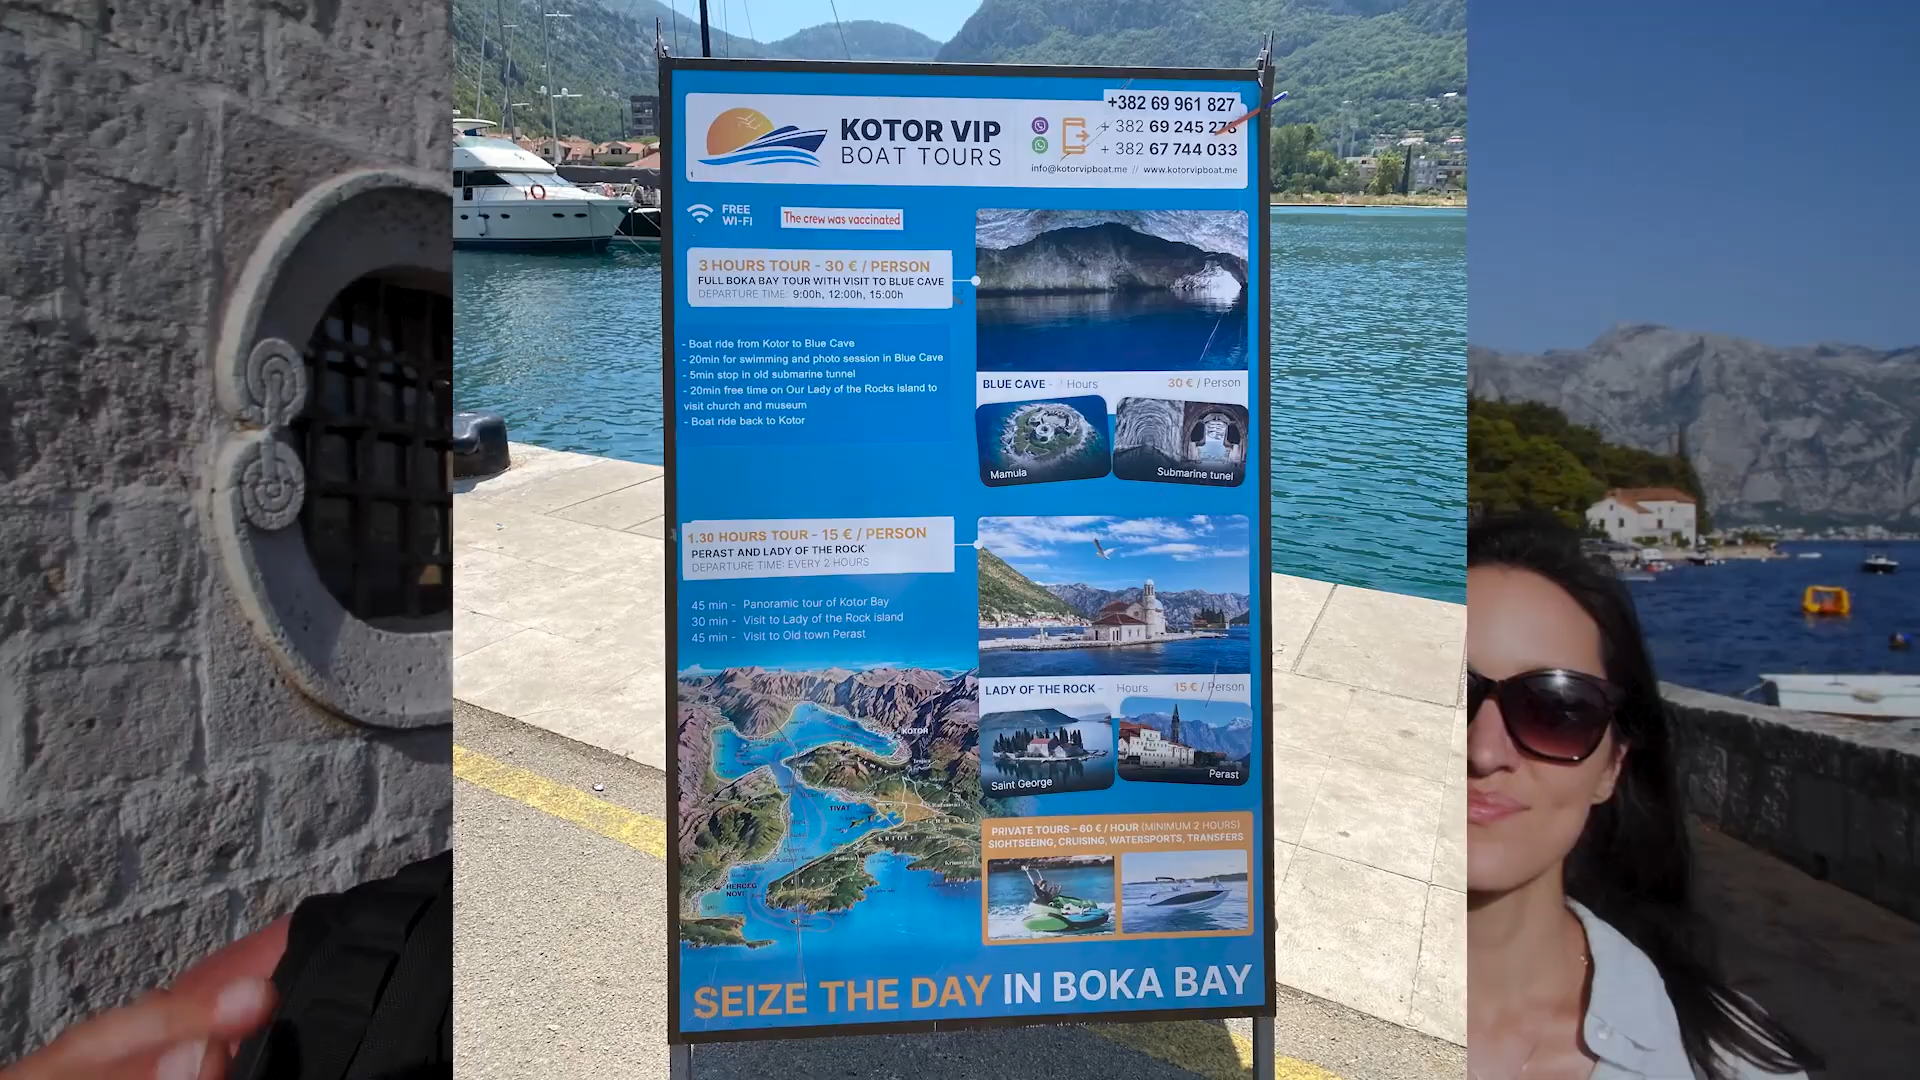 KOTOR VIP
BOAT TOURS
+382 69 961 827
+ 382 69 245 273
+ 382 67 744 033
info@kotorvipboat.me // www.kotorvipboat.me
FREE
WI-FI
The crew was vaccinated
3 HOURS TOUR - 30 € / PERSON
FULL BOKA BAY TOUR WITH VISIT TO BLUE CAVE
DEPARTURE TIME: 9:00h, 12:00h, 15:00h
- Boat ride from Kotor to Blue Cave
- 20min for swimming and photo session in Blue Cave
- 5min stop in old submarine tunnel
- 20min free time on Our Lady of the Rocks island to
visit church and museum
- Boat ride back to Kotor
BLUE CAVE - Hours 30 € / Person
Mamula
Submarine tunel
1.30 HOURS TOUR - 15 € / PERSON
PERAST AND LADY OF THE ROCK
DEPARTURE TIME: EVERY 2 HOURS
45 min - Panoramic tour of Kotor Bay
30 min - Visit to Lady of the Rock island
45 min - Visit to Old town Perast
LADY OF THE ROCK - Hours 15 € / Person
Saint George
Perast
KOTOR
TIVAT
KRTOLI
HERCEG
NOVI
PRIVATE TOURS – 60 € / HOUR (MINIMUM 2 HOURS)
SIGHTSEEING, CRUISING, WATERSPORTS, TRANSFERS
SEIZE THE DAY IN BOKA BAY